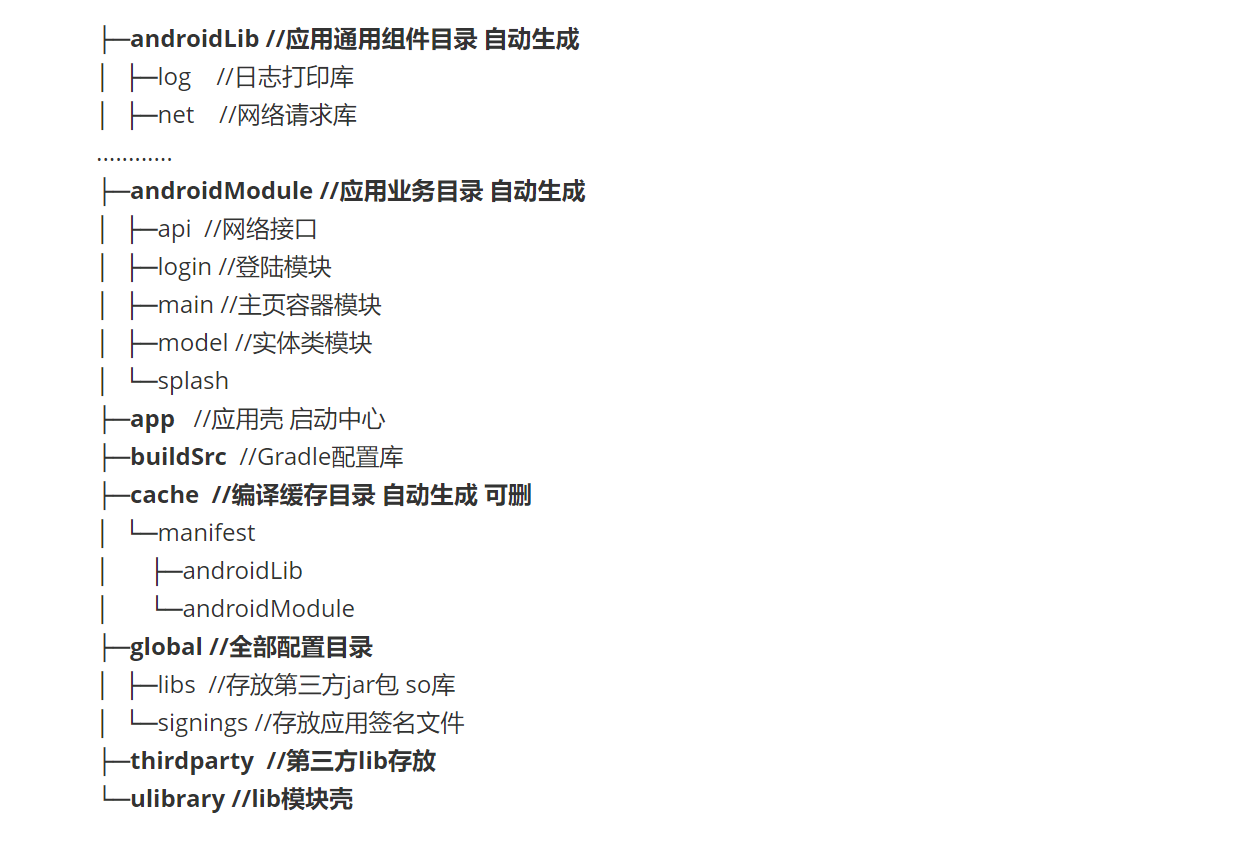 ├─androidLib //应用通用组件目录 自动生成
│  ├─log    //日志打印库
│  ├─net    //网络请求库
............
├─androidModule //应用业务目录 自动生成
│  ├─api  //网络接口
│  ├─login //登陆模块
│  ├─main //主页容器模块
│  ├─model //实体类模块
│  └─splash
├─app   //应用壳 启动中心
├─buildSrc  //Gradle配置库
├─cache  //编译缓存目录 自动生成 可删
│  └─manifest
│      ├─androidLib
│      └─androidModule
├─global //全部配置目录
│  ├─libs  //存放第三方jar包 so库
│  └─signings //存放应用签名文件
├─thirdparty  //第三方lib存放
└─ulibrary //lib模块壳